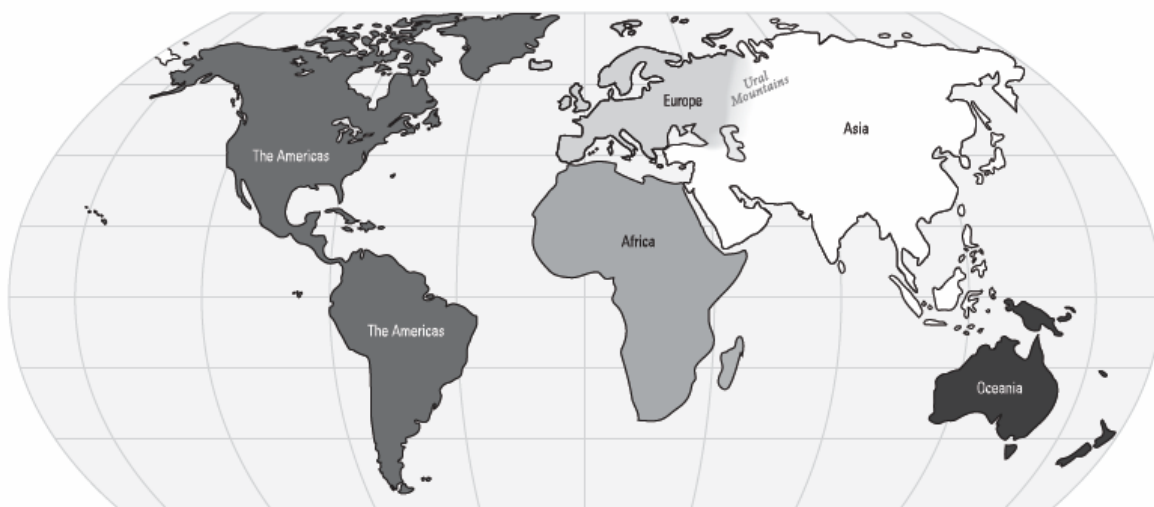 Ural
Mountains
Europe
Asia
The Americas
Africa
The Americas
Oceania